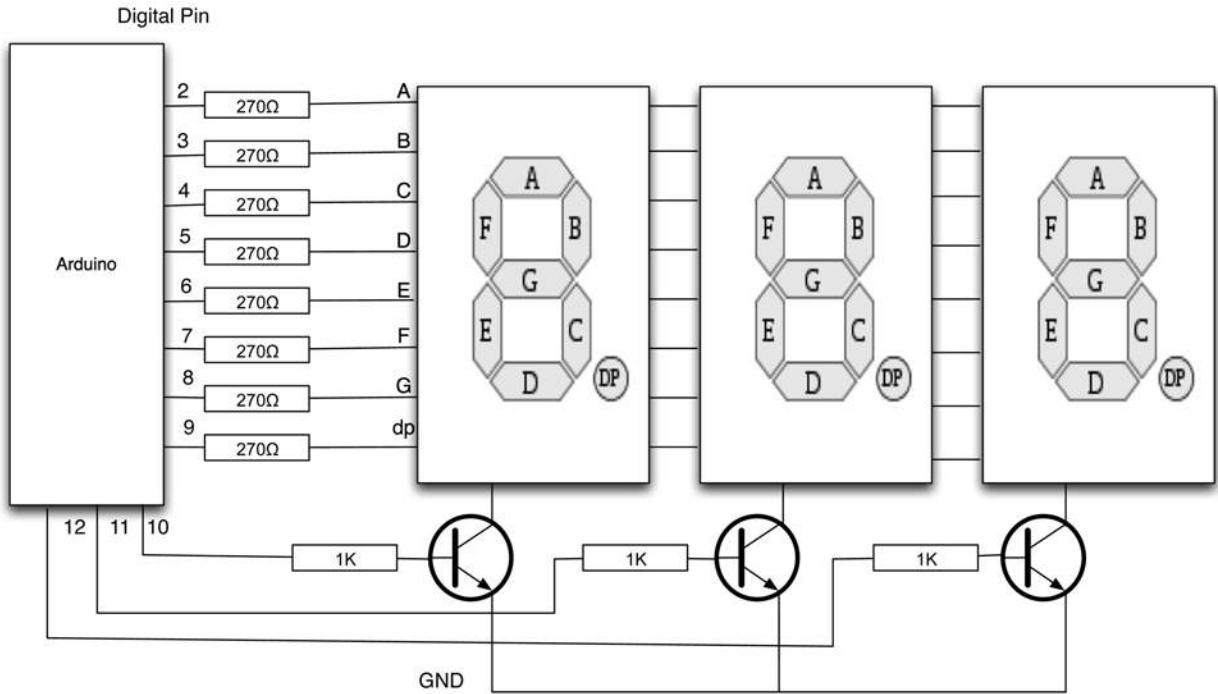 Digital Pin
Arduino
2 270Ω A
3 270Ω B
4 270Ω C
5 270Ω D
6 270Ω E
7 270Ω F
8 270Ω G
9 270Ω dp
A
F B
G
E C
D DP
A
F B
G
E C
D DP
A
F B
G
E C
D DP
12 11 10
1K 1K 1K
GND